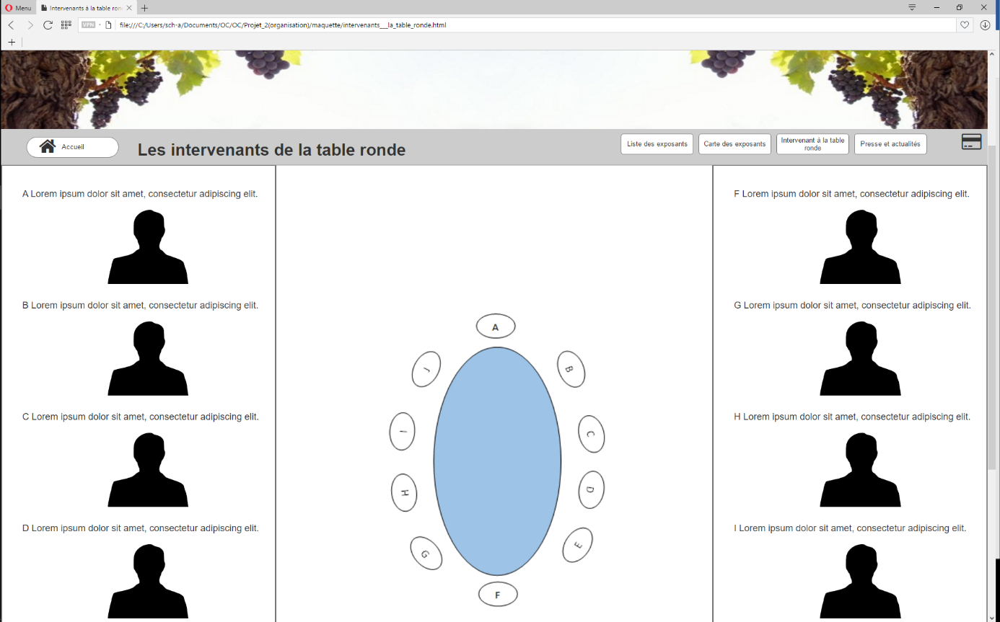 Menu
Intervenants à la table ron
VPN
file:///C:/Users/sch-a/Documents/OC/OC/Projet_2(organisation)/maquette/intervenants___la_table_ronde.html
Accueil
Les intervenants de la table ronde
Liste des exposants
Carte des exposants
Intervenant à la table
ronde
Presse et actualités
A Lorem ipsum dolor sit amet, consectetur adipiscing elit.
B Lorem ipsum dolor sit amet, consectetur adipiscing elit.
C Lorem ipsum dolor sit amet, consectetur adipiscing elit.
D Lorem ipsum dolor sit amet, consectetur adipiscing elit.
A
B
C
D
E
F
G
H
I
J
F Lorem ipsum dolor sit amet, consectetur adipiscing elit.
G Lorem ipsum dolor sit amet, consectetur adipiscing elit.
H Lorem ipsum dolor sit amet, consectetur adipiscing elit.
I Lorem ipsum dolor sit amet, consectetur adipiscing elit.